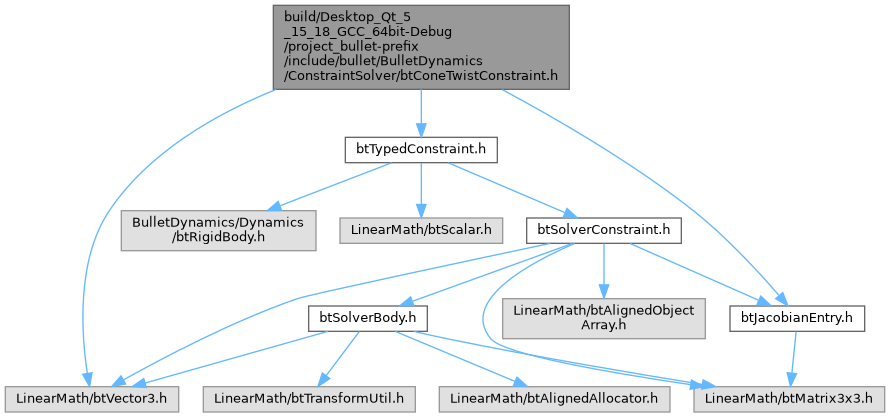 build/Desktop_Qt_5
_15_18_GCC_64bit-Debug
/project_bullet-prefix
/include/bullet/BulletDynamics
/ConstraintSolver/btConeTwistConstraint.h
btTypedConstraint.h
BulletDynamics/Dynamics
/btRigidBody.h
LinearMath/btScalar.h
btSolverConstraint.h
btSolverBody.h
LinearMath/btAlignedObject
Array.h
btJacobianEntry.h
LinearMath/btVector3.h
LinearMath/btTransformUtil.h
LinearMath/btAlignedAllocator.h
LinearMath/btMatrix3x3.h